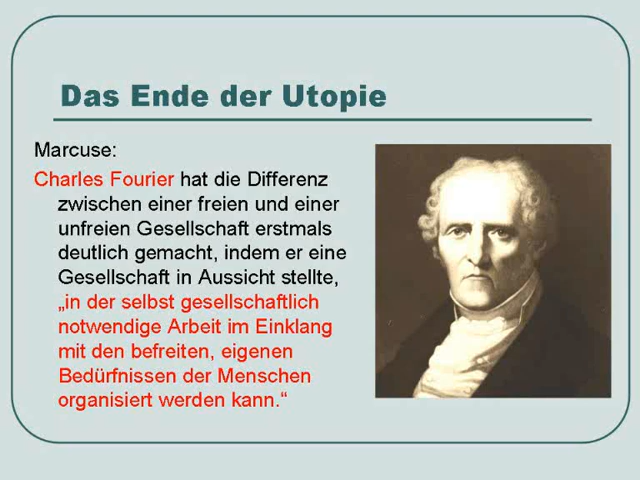 Das Ende der Utopie
Marcuse:
Charles Fourier hat die Differenz
zwischen einer freien und einer
unfreien Gesellschaft erstmals
deutlich gemacht, indem er eine
Gesellschaft in Aussicht stellte,
„in der selbst gesellschaftlich
notwendige Arbeit im Einklang
mit den befreiten, eigenen
Bedürfnissen der Menschen
organisiert werden kann.“